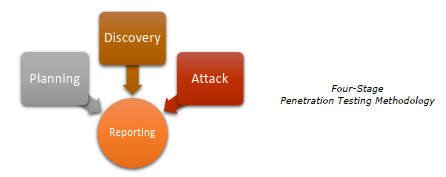 Discovery
Planning
Attack
Reporting
Four-Stage
Penetration Testing Methodology